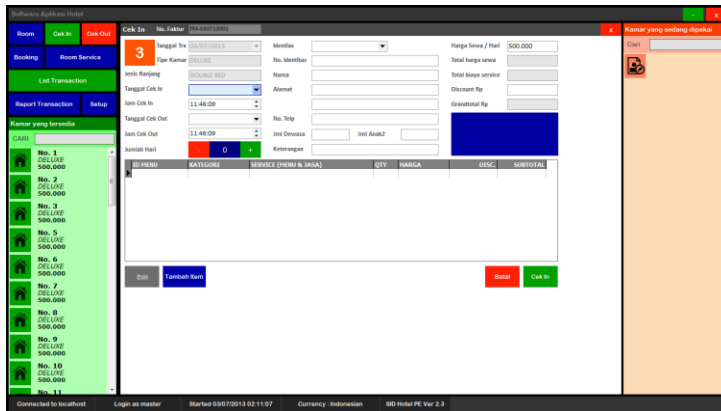 Software Aplikasi Hotel
-
x
Room
Cek In
Cek Out
Booking
Room Service
List Transaction
Report Transaction
Setup
Kamar yang tersedia
CARI
No. 1
DELUXE
500.000
No. 2
DELUXE
500.000
No. 3
DELUXE
500.000
No. 5
DELUXE
500.000
No. 6
DELUXE
500.000
No. 7
DELUXE
500.000
No. 8
DELUXE
500.000
No. 9
DELUXE
500.000
No. 10
DELUXE
500.000
No. 11
Cek In No. Faktur TRX-030713001 x
3
Tanggal Trx 03/07/2013
Tipe Kamar DELUXE
Jenis Ranjang DOUBLE BED
Tanggal Cek In
Jam Cek In 11:46:09
Tanggal Cek Out
Jam Cek Out 11:46:09
Jumlah Hari - 0 +
Identitas
No. Identitas
Nama
Alamat
No. Telp
Jml Dewasa Jml Anak2
Keterangan
Harga Sewa / Hari 500.000
Total harga sewa
Total biaya service
Discount Rp
Grandtotal Rp
ID MENU KATEGORI SERVICE (MENU & JASA) QTY HARGA DISC. SUBTOTAL
Edit
Tambah Item
Batal
Cek In
Kamar yang sedang dipakai
Cari
Connected to localhost Login as master Started 03/07/2013 02:11:07 Currency : Indonesian SID Hotel PE Ver 2.3